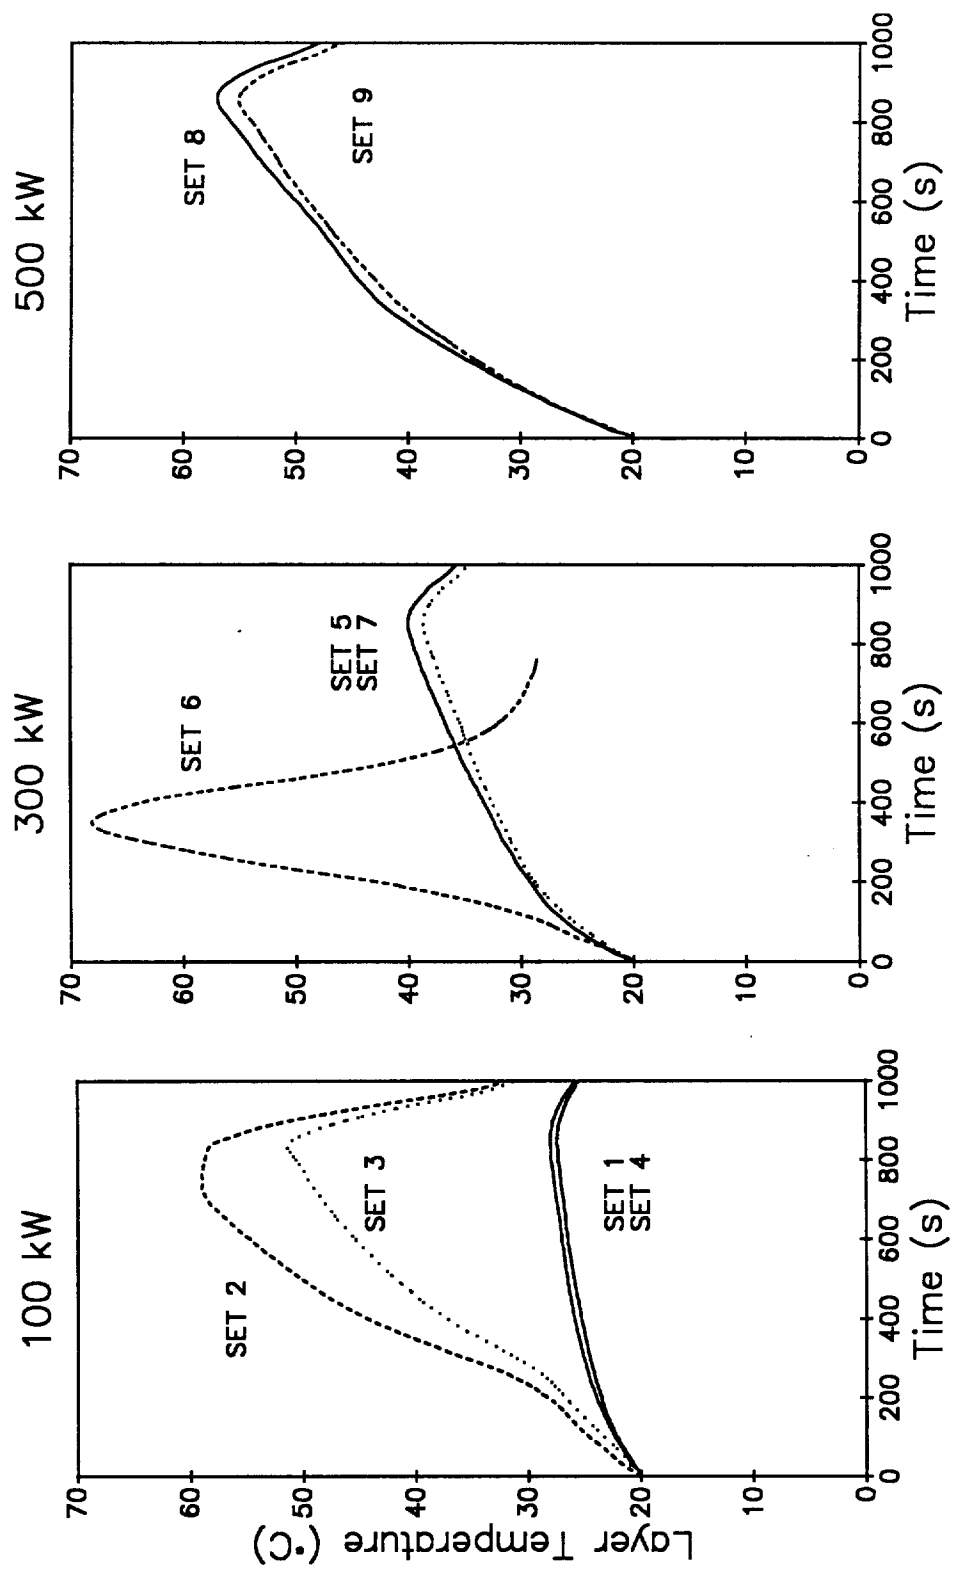 100 kW
Layer Temperature (°C)
70
60
50
40
30
20
10
0
SET 2
SET 3
SET 1
SET 4
0
200
400
600
800
1000
Time (s)
300 kW
70
60
50
40
30
20
10
0
SET 6
SET 5
SET 7
0
200
400
600
800
1000
Time (s)
500 kW
70
60
50
40
30
20
10
0
SET 8
SET 9
0
200
400
600
800
1000
Time (s)